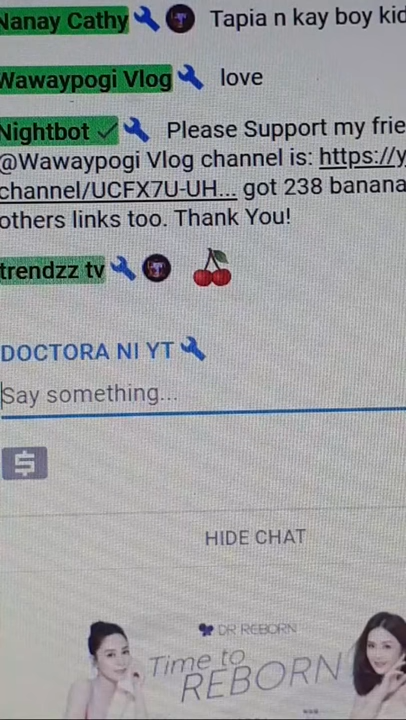 Nanay Cathy Tapia n kay boy kid
Wawaypogi Vlog love
Nightbot Please Support my frie
@Wawaypogi Vlog channel is: https://y
channel/UCFX7U-UH... got 238 banana
others links too. Thank You!
trendzz tv
DOCTORA NI YT
Say something...
HIDE CHAT
DR REBORN
Time to
REBORN